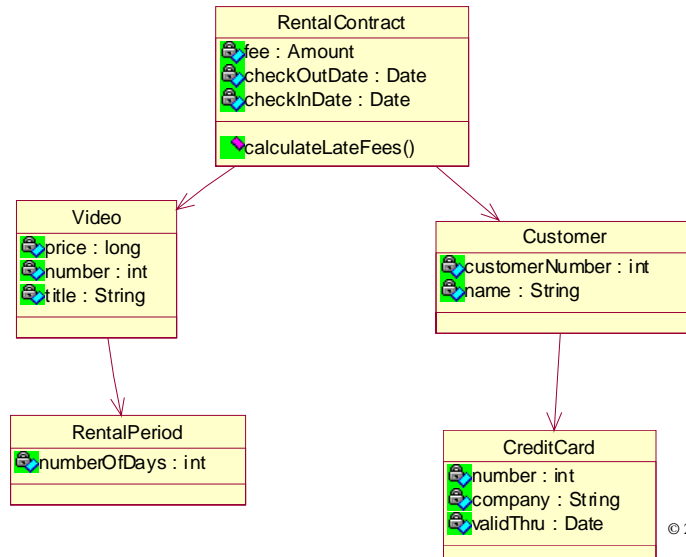 RentalContract
fee : Amount
checkOutDate : Date
checkInDate : Date
calculateLateFees()
Video
price : long
number : int
title : String
Customer
customerNumber : int
name : String
RentalPeriod
numberOfDays : int
CreditCard
number : int
company : String
validThru : Date
© 2